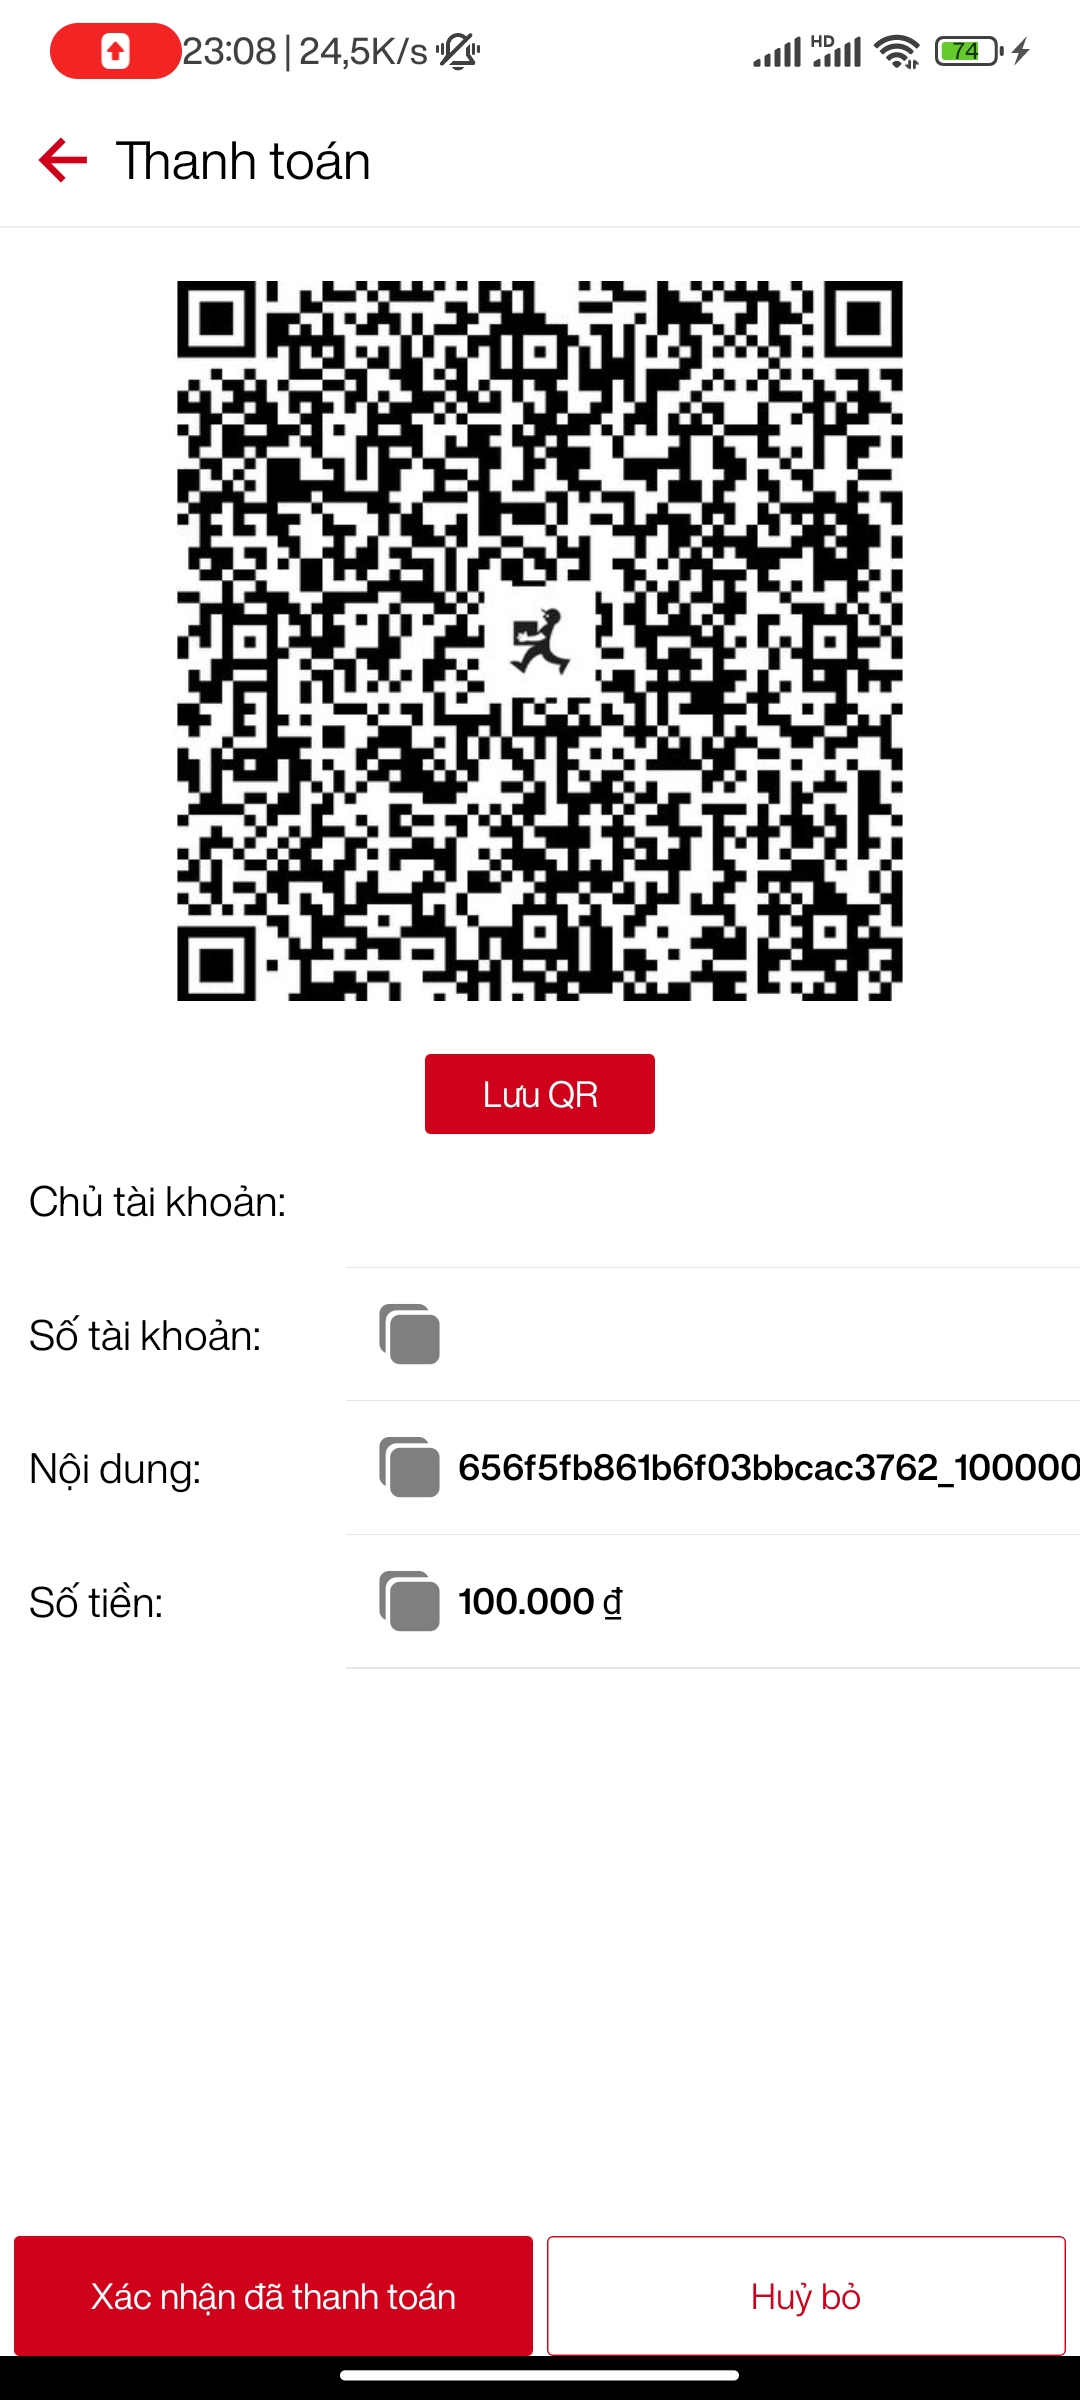 23:08 | 24,5K/s
HD
74
Thanh toán
Lưu QR
Chủ tài khoản:
Số tài khoản:
Nội dung: 656f5fb861b6f03bbcac3762_100000
Số tiền: 100.000 ₫
Xác nhận đã thanh toán
Huỷ bỏ